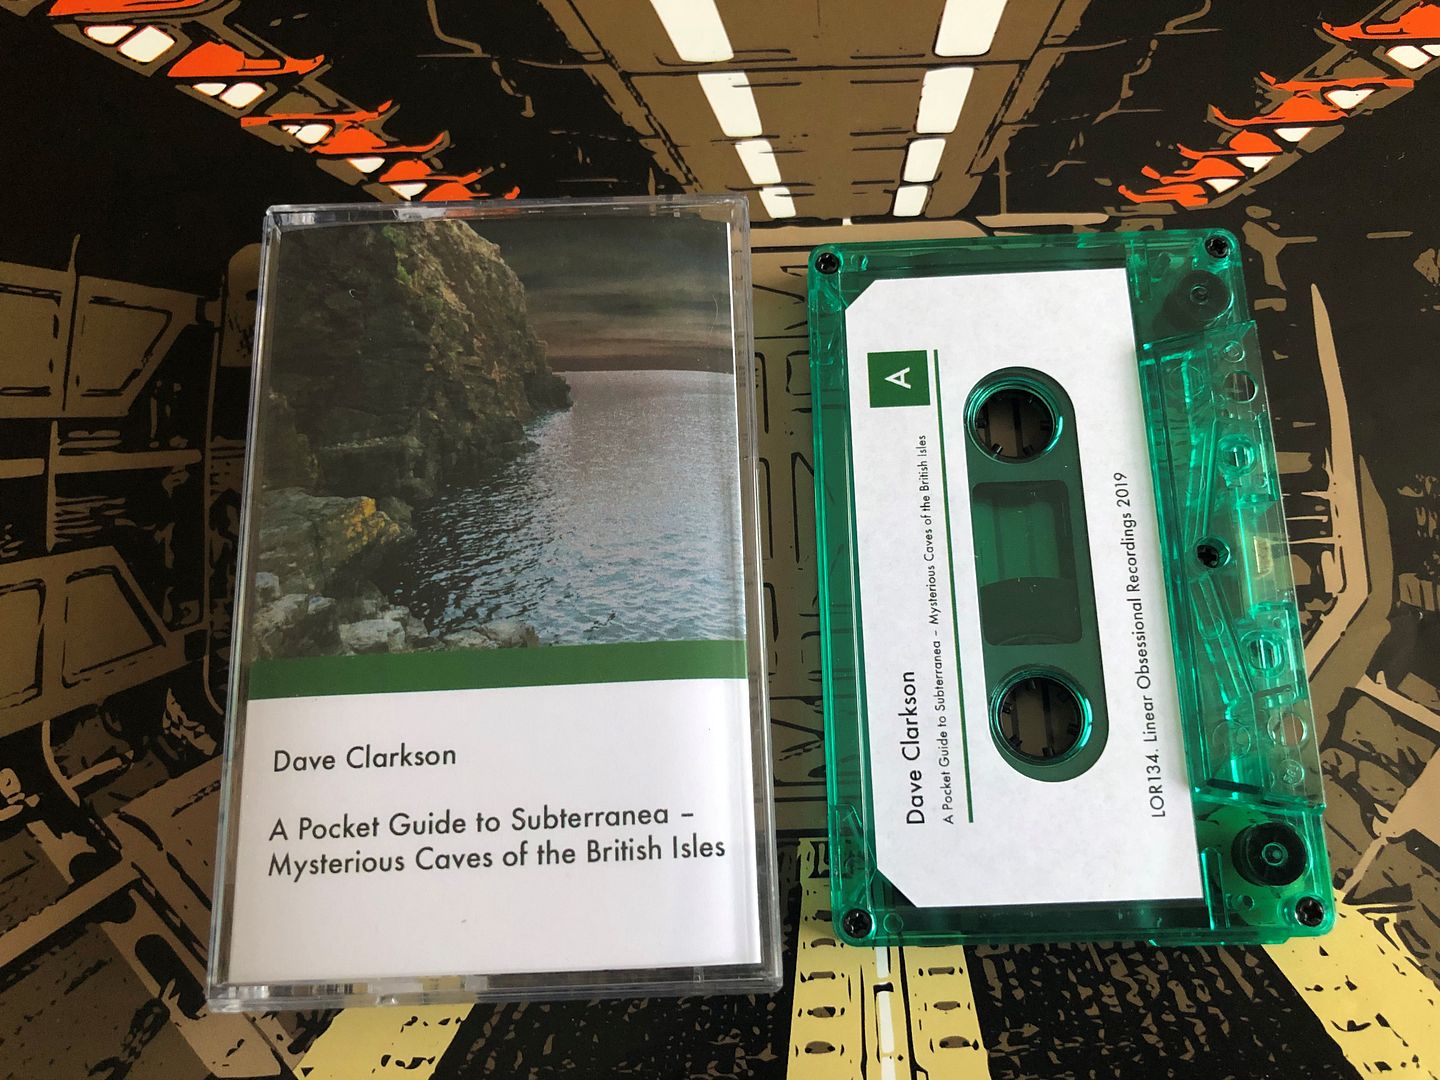 Dave Clarkson
A Pocket Guide to Subterranea –
Mysterious Caves of the British Isles
A
Dave Clarkson
A Pocket Guide to Subterranea – Mysterious Caves of the British Isles
LOR134. Linear Obsessional Recordings 2019